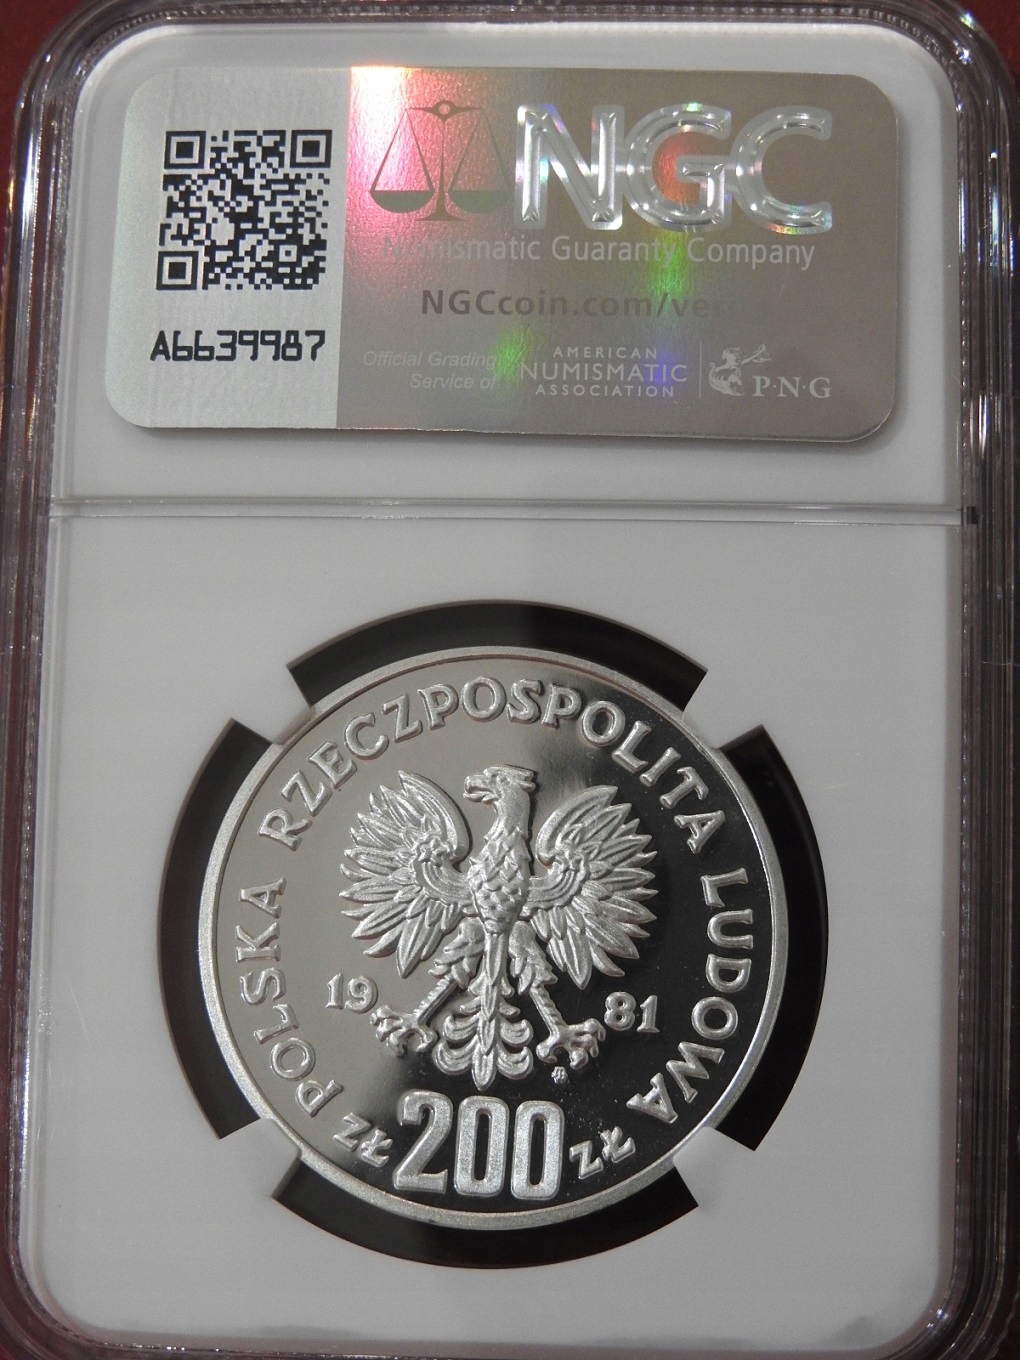 NGC
Numismatic Guaranty Company
NGCcoin.com/ver
A6639987
Official Grading
Service of
AMERICAN
NUMISMATIC
ASSOCIATION
P·N·G
POLSKA RZECZPOSPOLITA LUDOWA
19 81
zł 200 zł